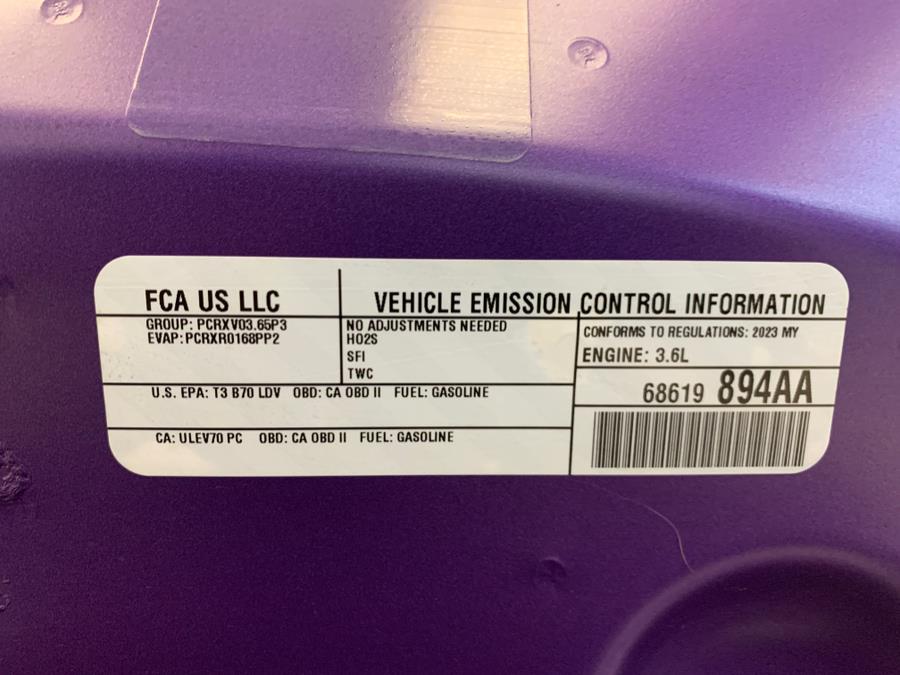 FCA US LLC
VEHICLE EMISSION CONTROL INFORMATION
GROUP: PCRXV03.65P3
EVAP: PCRXR0168PP2
NO ADJUSTMENTS NEEDED
HO2S
SFI
TWC
CONFORMS TO REGULATIONS: 2023 MY
ENGINE: 3.6L
68619 894AA
U.S. EPA: T3 B70 LDV OBD: CA OBD II FUEL: GASOLINE
CA: ULEV70 PC OBD: CA OBD II FUEL: GASOLINE